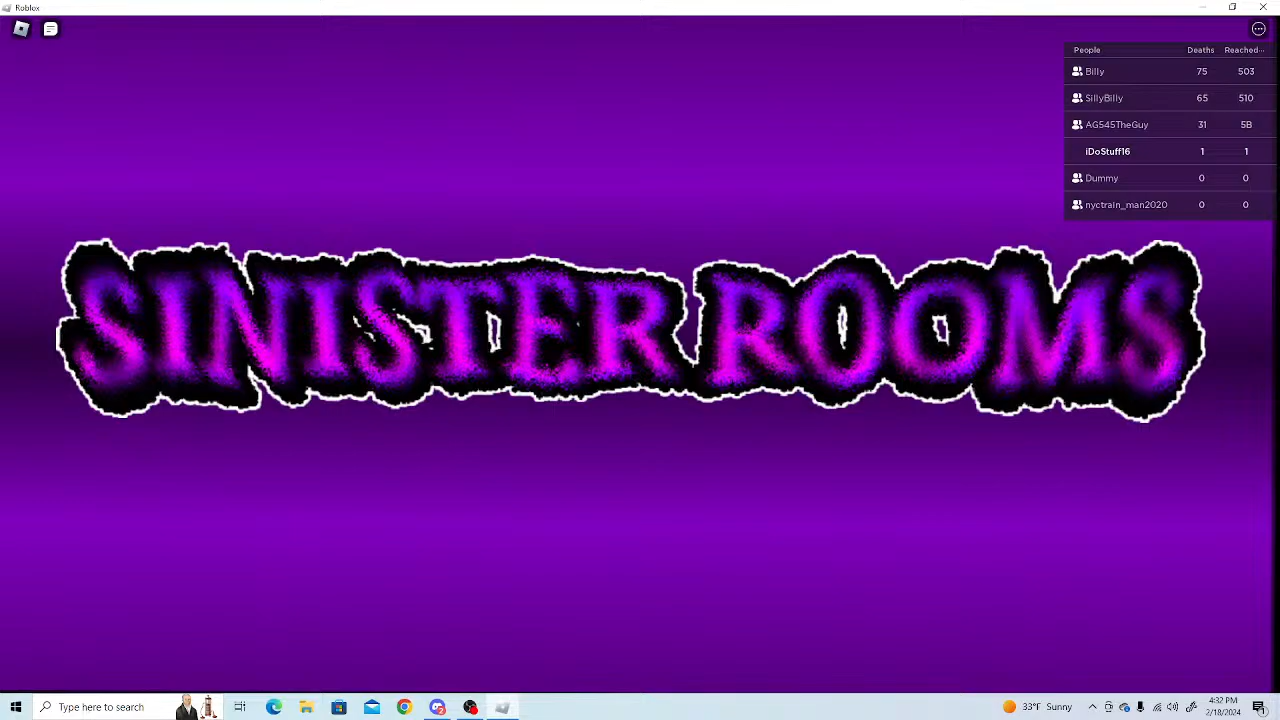 Roblox
People Deaths Reached...
Billy 75 503
SillyBilly 65 510
AG545TheGuy 31 5B
iDoStuff16 1 1
Dummy 0 0
nyctrain_man2020 0 0
SINISTER ROOMS
Type here to search
33°F Sunny
4:32 PM
2/18/2024